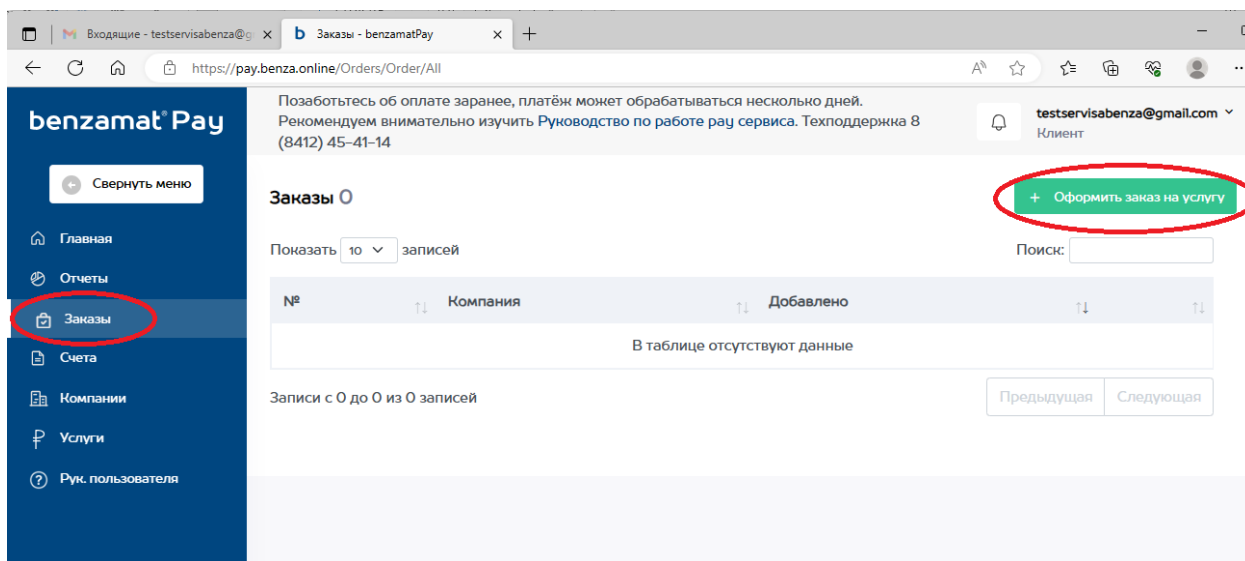 Входящие - testservisabenza@g
Заказы - benzamatPay
https://pay.benza.online/Orders/Order/All
benzamat Pay
Позаботьтесь об оплате заранее, платёж может обрабатываться несколько дней.
Рекомендуем внимательно изучить Руководство по работе pay сервиса. Техподдержка 8
(8412) 45-41-14
testservisabenza@gmail.com
Клиент
Свернуть меню
Главная
Отчеты
Заказы
Счета
Компании
Услуги
Рук. пользователя
Заказы 0
+ Оформить заказ на услугу
Показать 10 записей
Поиск:
№ Компания Добавлено
В таблице отсутствуют данные
Записи с 0 до 0 из 0 записей
Предыдущая Следующая